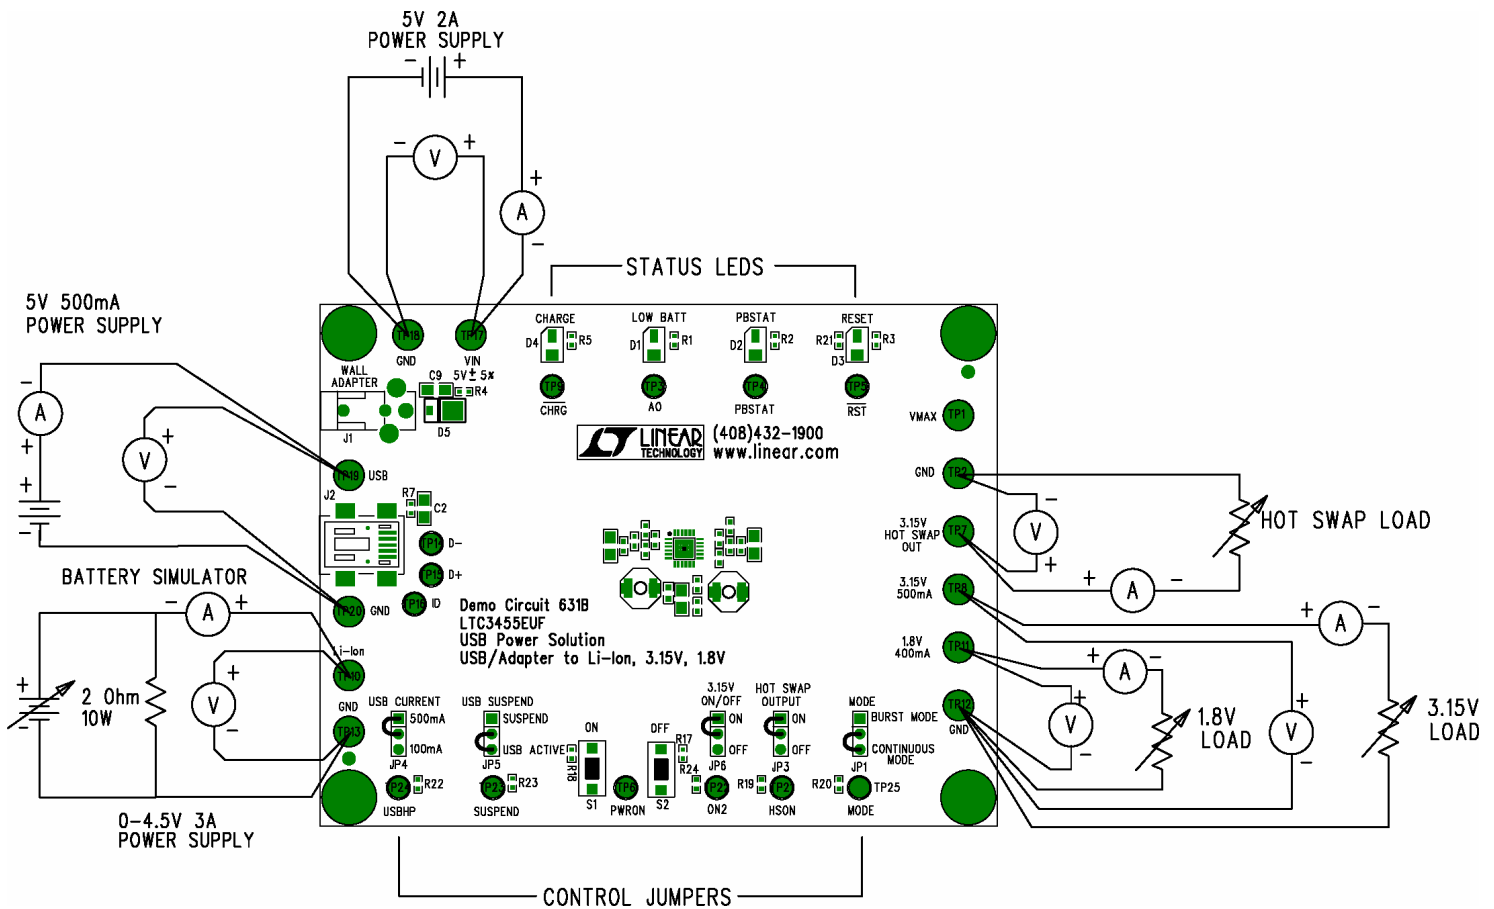 5V 2A
POWER SUPPLY
- +
- V +
+
A
-
STATUS LEDS
5V 500mA
POWER SUPPLY
-
A
+
+
-
+
V
-
TP18
GND
TP17
VIN
5V ± 5%
CHARGE
D4
R5
TP9
CHRG
LOW BATT
D1
R1
TP3
AO
PBSTAT
D2
R2
TP4
PBSTAT
RESET
R21
R3
D3
TP5
RST
WALL
ADAPTER
C9
R4
J1
D5
LINEAR
TECHNOLOGY
(408)432-1900
www.linear.com
VMAX
TP1
GND
TP2
3.15V
HOT SWAP
OUT
TP7
3.15V
500mA
TP8
1.8V
400mA
TP11
TP12
GND
TP19
USB
J2
R7
C2
TP14
D-
TP15
D+
TP16
ID
TP20
GND
-
V
+
HOT SWAP LOAD
+ A -
+ A -
+ A -
+
V
-
1.8V
LOAD
+
V
-
3.15V
LOAD
BATTERY SIMULATOR
- A +
+
-
2 Ohm
10W
+
V
-
0-4.5V 3A
POWER SUPPLY
Li-Ion
TP10
GND
TP13
Demo Circuit 631B
LTC3455EUF
USB Power Solution
USB/Adapter to Li-Ion, 3.15V, 1.8V
USB CURRENT
500mA
100mA
JP4
TP24
R22
USBHP
USB SUSPEND
SUSPEND
USB ACTIVE
JP5
TP23
R23
SUSPEND
ON
R18
S1
TP6
PWRON
OFF
R17
S2
R24
3.15V
ON/OFF
ON
OFF
JP6
TP22
ON2
HOT SWAP
OUTPUT
ON
OFF
JP3
R19
TP21
HSON
MODE
BURST MODE
CONTINUOUS
MODE
JP1
R20
TP25
MODE
CONTROL JUMPERS